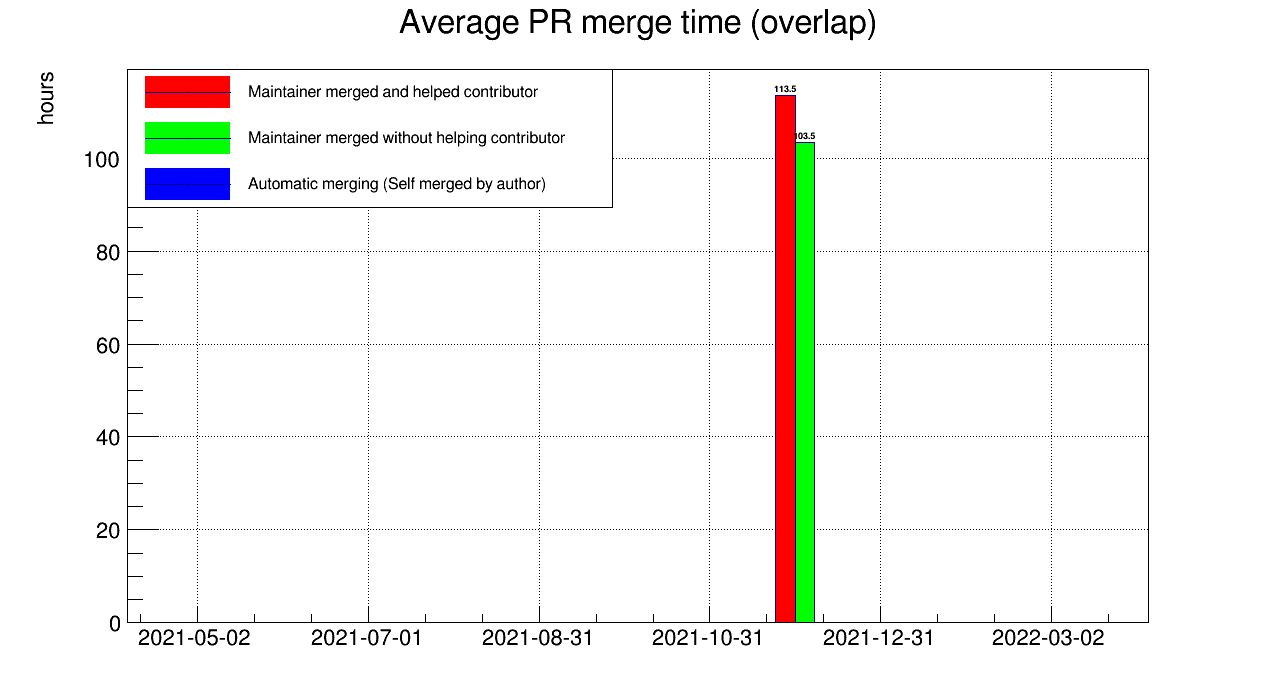 Average PR merge time (overlap)
hours
Maintainer merged and helped contributor
Maintainer merged without helping contributor
Automatic merging (Self merged by author)
113.5
103.5
100
80
60
40
20
0
2021-05-02 2021-07-01 2021-08-31 2021-10-31 2021-12-31 2022-03-02